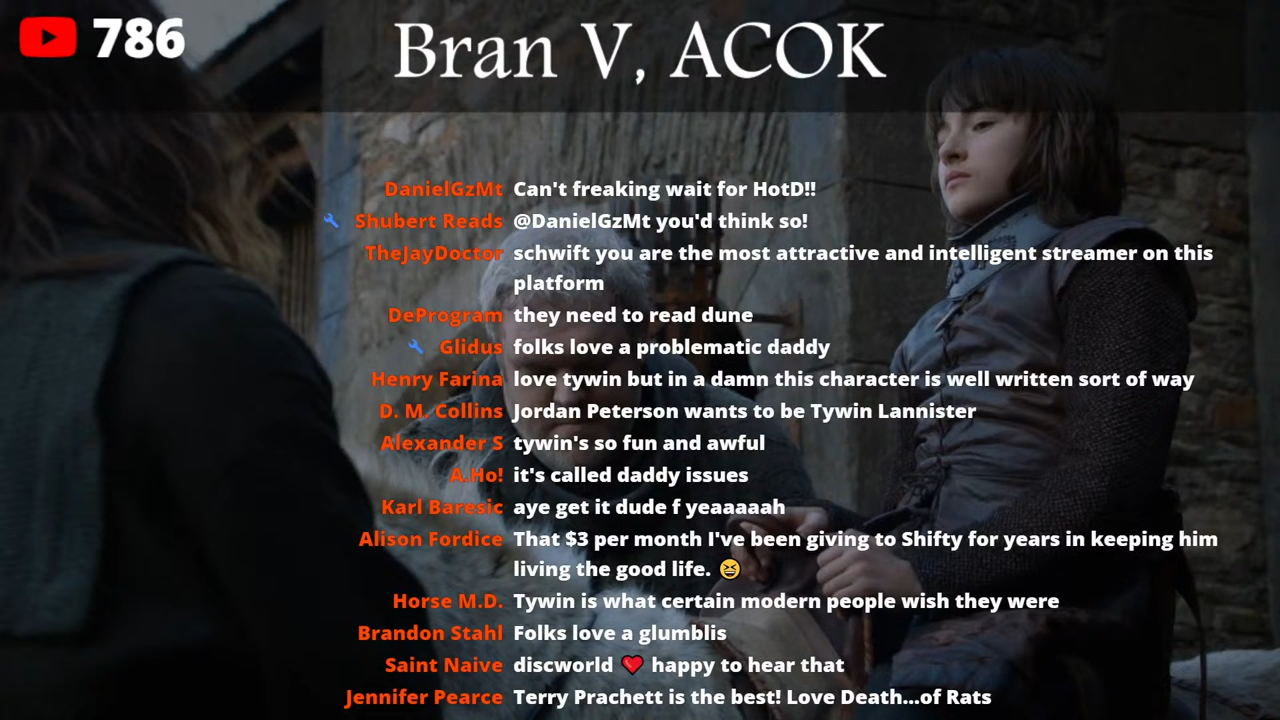 786
Bran V, ACOK
DanielGzMt Can't freaking wait for HotD!!
Shubert Reads @DanielGzMt you'd think so!
TheJayDoctor schwift you are the most attractive and intelligent streamer on this
platform
DeProgram they need to read dune
Glidus folks love a problematic daddy
Henry Farina love tywin but in a damn this character is well written sort of way
D. M. Collins Jordan Peterson wants to be Tywin Lannister
Alexander S tywin's so fun and awful
A.Ho! it's called daddy issues
Karl Baresic aye get it dude f yeaaaaah
Alison Fordice That $3 per month I've been giving to Shifty for years in keeping him
living the good life. 😆
Horse M.D. Tywin is what certain modern people wish they were
Brandon Stahl Folks love a glumblis
Saint Naive discworld ❤️ happy to hear that
Jennifer Pearce Terry Prachett is the best! Love Death...of Rats